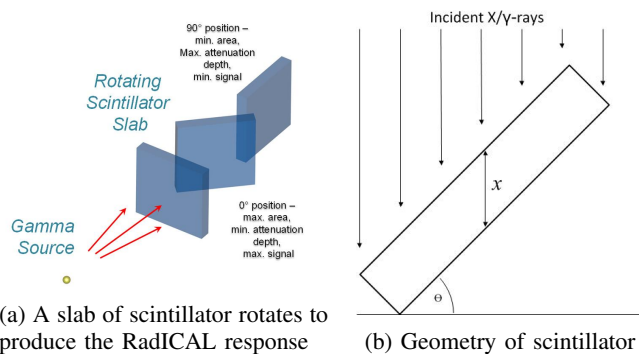 90° position –
min. area,
Max. attenuation
depth,
min. signal
Rotating
Scintillator
Slab
0° position –
max. area,
min. attenuation
depth,
max. signal
Gamma
Source
(a) A slab of scintillator rotates to
produce the RadICAL response
Incident X/γ-rays
x
Θ
(b) Geometry of scintillator